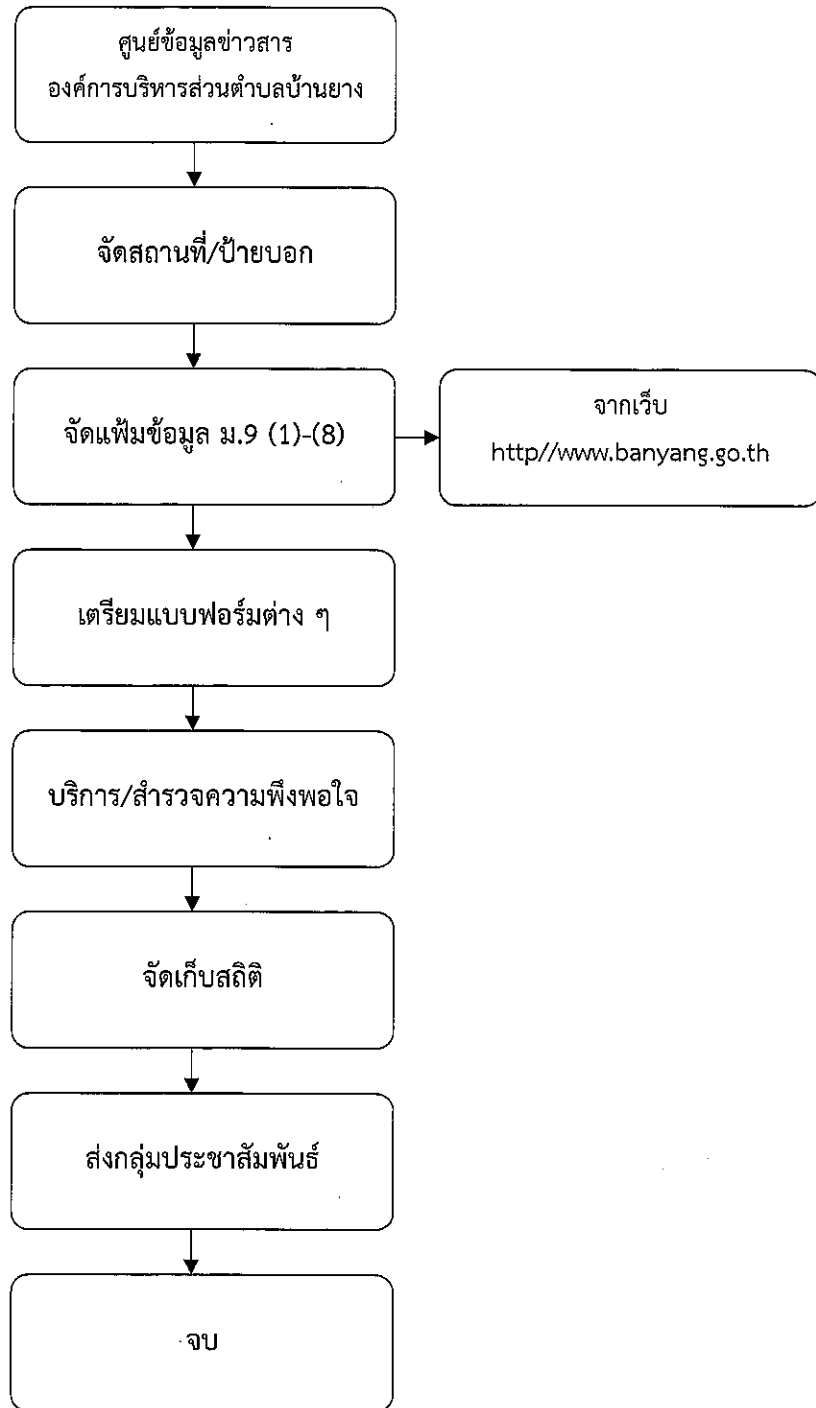 ศูนย์ข้อมูลข่าวสาร
องค์การบริหารส่วนตำบลบ้านยาง
จัดสถานที่/ป้ายบอก
จัดแฟ้มข้อมูล ม.9 (1)-(8)
จากเว็บ
http//www.banyang.go.th
เตรียมแบบฟอร์มต่าง ๆ
บริการ/สำรวจความพึงพอใจ
จัดเก็บสถิติ
ส่งกลุ่มประชาสัมพันธ์
จบ